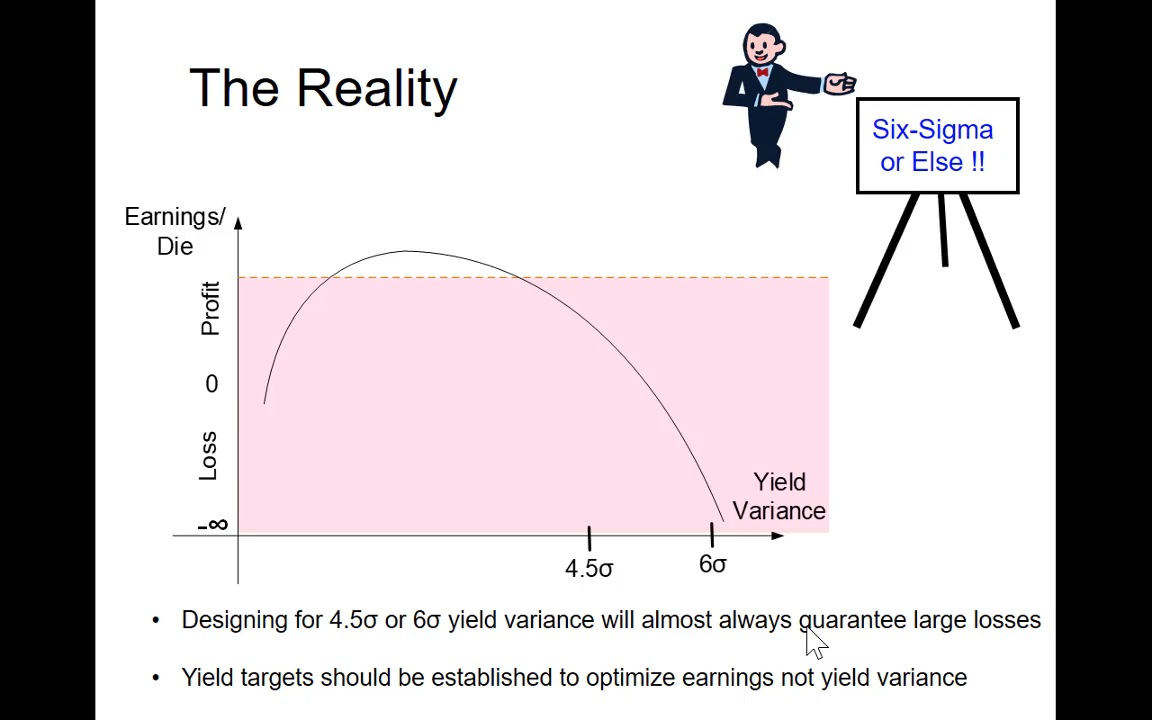 The Reality
Six-Sigma
or Else !!
Earnings/
Die
Profit
0
Loss
-∞
Yield
Variance
4.5σ
6σ
• Designing for 4.5σ or 6σ yield variance will almost always guarantee large losses
• Yield targets should be established to optimize earnings not yield variance